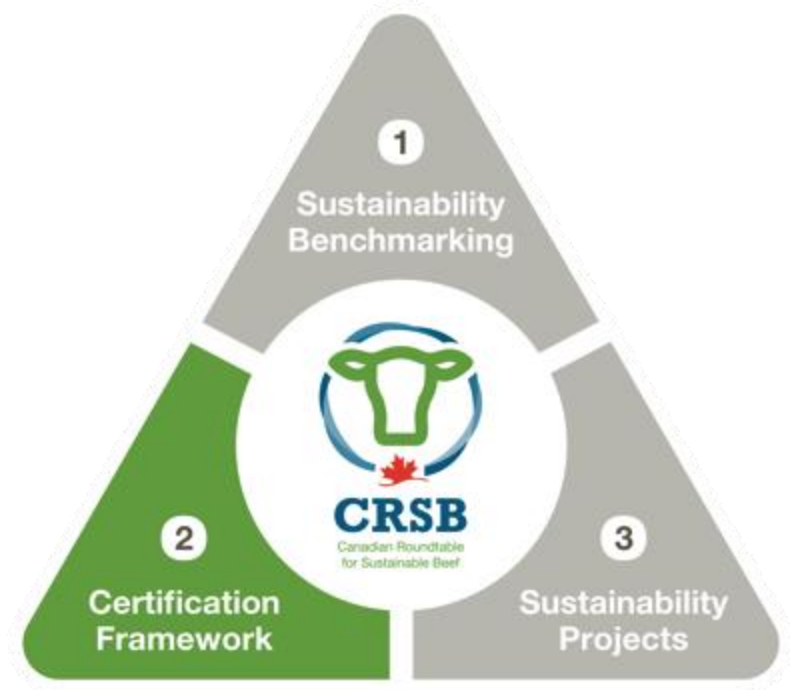 1
Sustainability
Benchmarking
CRSB
Canadian Roundtable
for Sustainable Beef
2
Certification
Framework
3
Sustainability
Projects